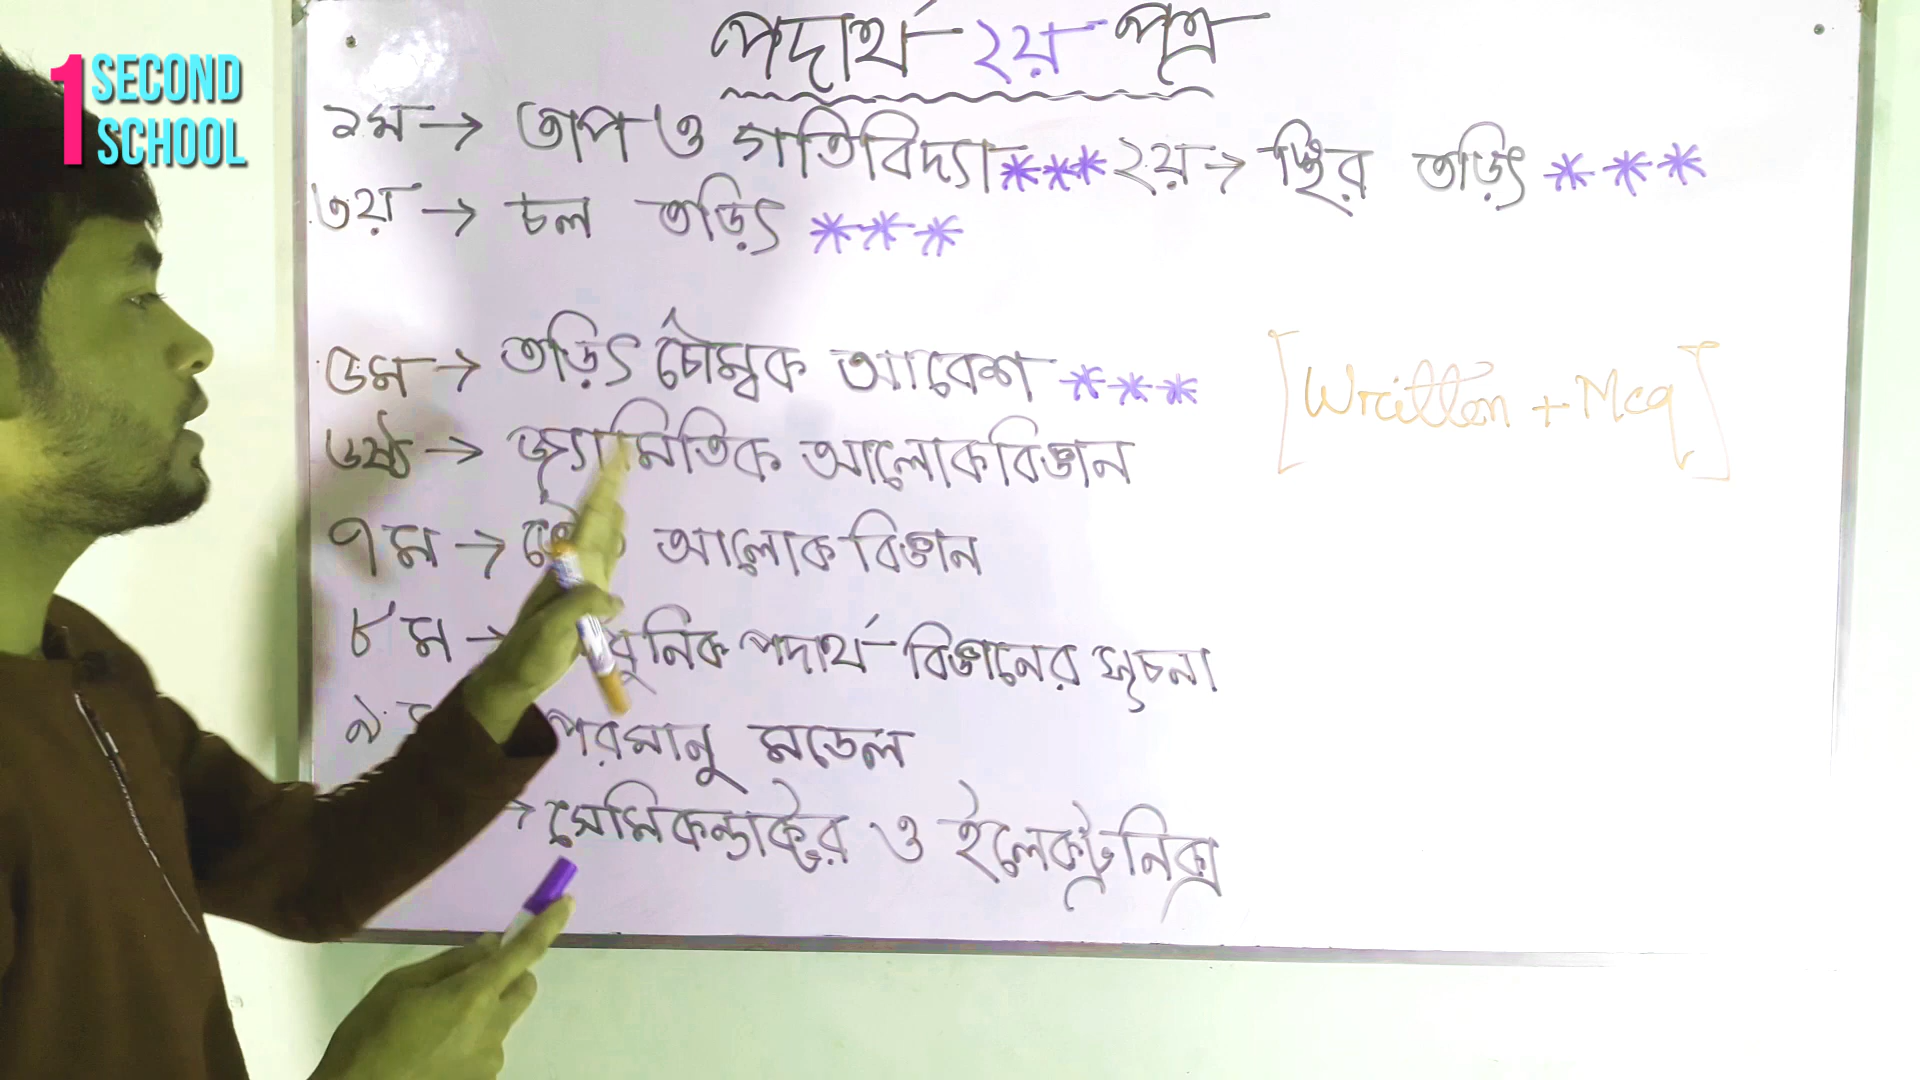 1 SECOND SCHOOL
পদার্থ ২য় পত্র
১ম → তাপ ও গতিবিদ্যা *** ২য় → স্থির তড়িৎ ***
৩য় → চল তড়িৎ ***
৫ম → তড়িৎ চৌম্বক আবেশ ***
৬ষ্ঠ → জ্যামিতিক আলোকবিজ্ঞান
[Written + Mcq]
৭ম → আলোক বিজ্ঞান
৮ম → পদার্থ বিজ্ঞানের সূচনা
৯ পরমানু মডেল
→ সেমিকন্ডাক্টর ও ইলেকট্রনিক্স